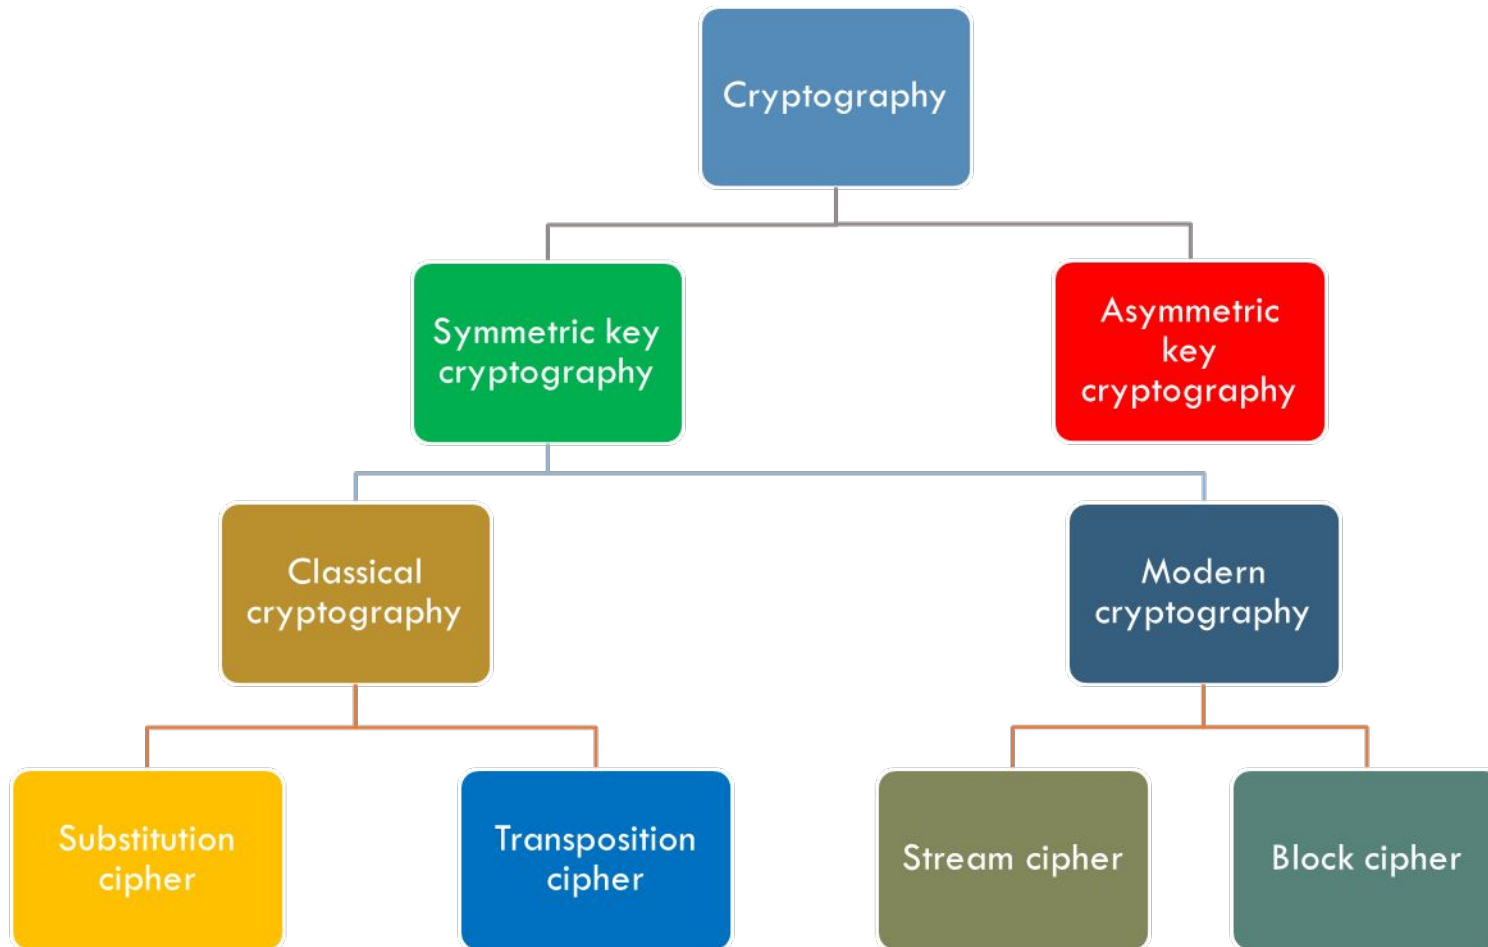 Cryptography
Symmetric key
cryptography
Asymmetric
key
cryptography
Classical
cryptography
Modern
cryptography
Substitution
cipher
Transposition
cipher
Stream cipher
Block cipher